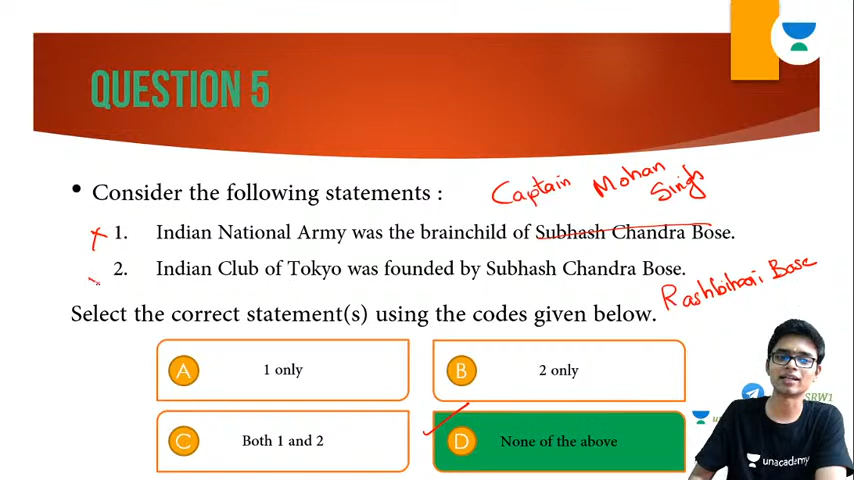 QUESTION 5
• Consider the following statements :
Captain Mohan Singh
1. Indian National Army was the brainchild of Subhash Chandra Bose.
2. Indian Club of Tokyo was founded by Subhash Chandra Bose.
Rashbihari Bose
Select the correct statement(s) using the codes given below.
A 1 only
B 2 only
C Both 1 and 2
D None of the above
SRW1
unacademy